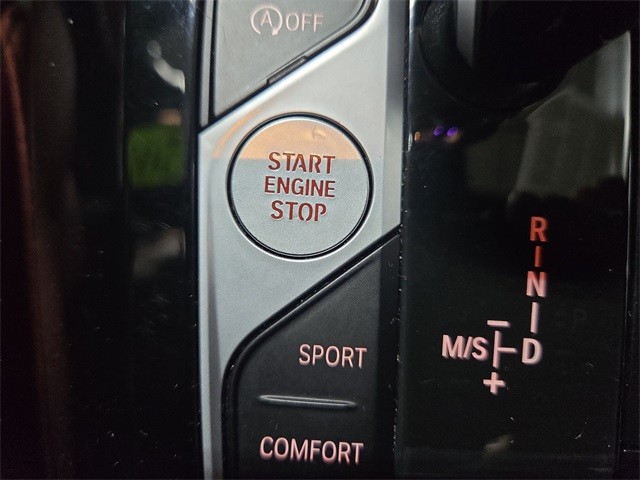 A OFF
START
ENGINE
STOP
SPORT
COMFORT
R
N
M/S D
−
+